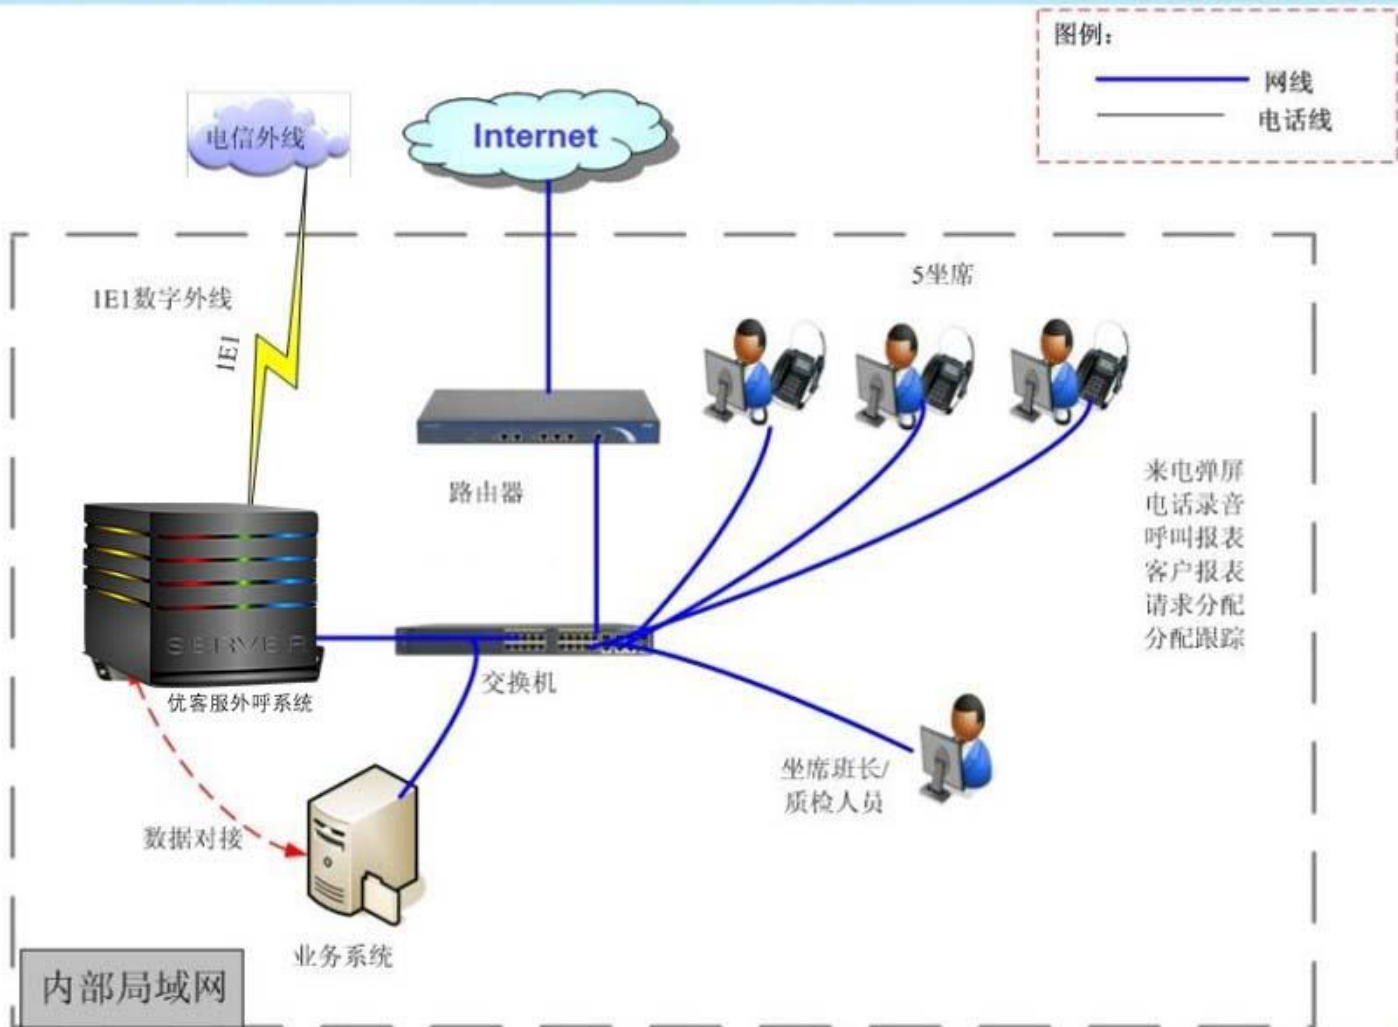 图例：
网线
电话线
电信外线
Internet
1E1数字外线
1E1
5坐席
路由器
来电弹屏
电话录音
呼叫报表
客户报表
请求分配
分配跟踪
SERVER
优客服外呼系统
交换机
坐席班长/
质检人员
数据对接
业务系统
内部局域网